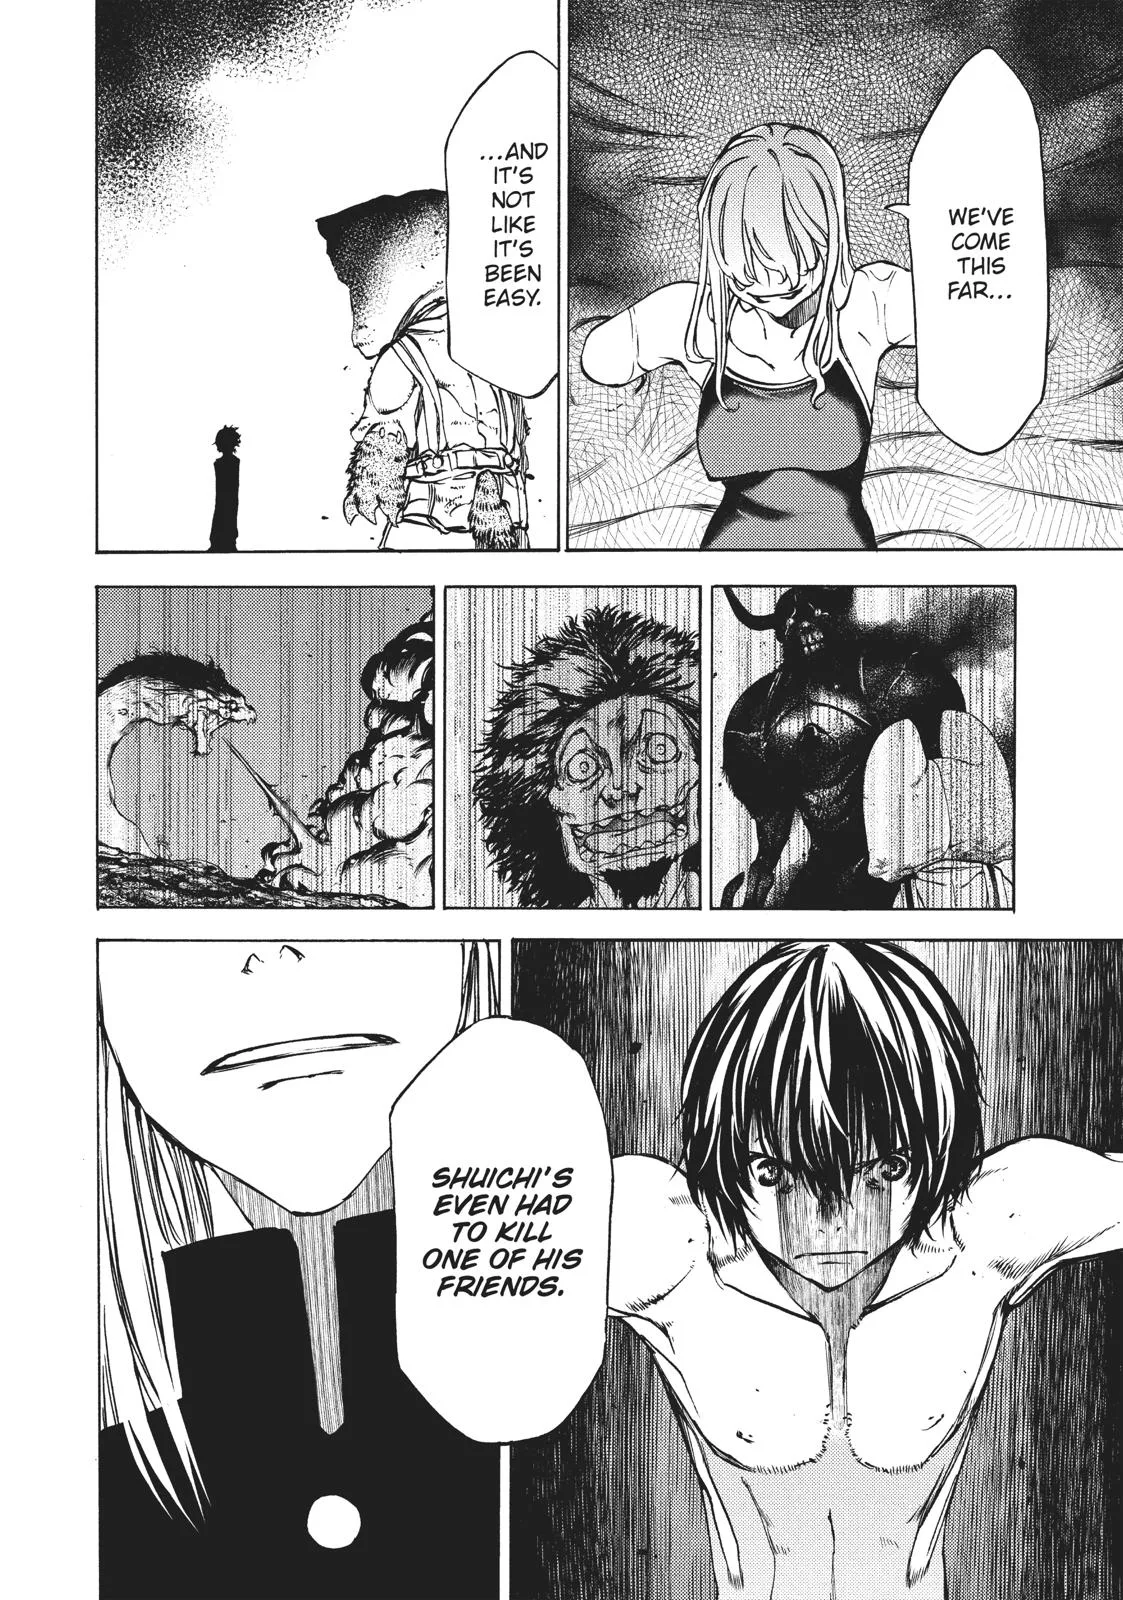 WE'VE
COME
THIS
FAR...
...AND
IT'S
NOT
LIKE
IT'S
BEEN
EASY.
SHUICHI'S
EVEN HAD
TO KILL
ONE OF HIS
FRIENDS.